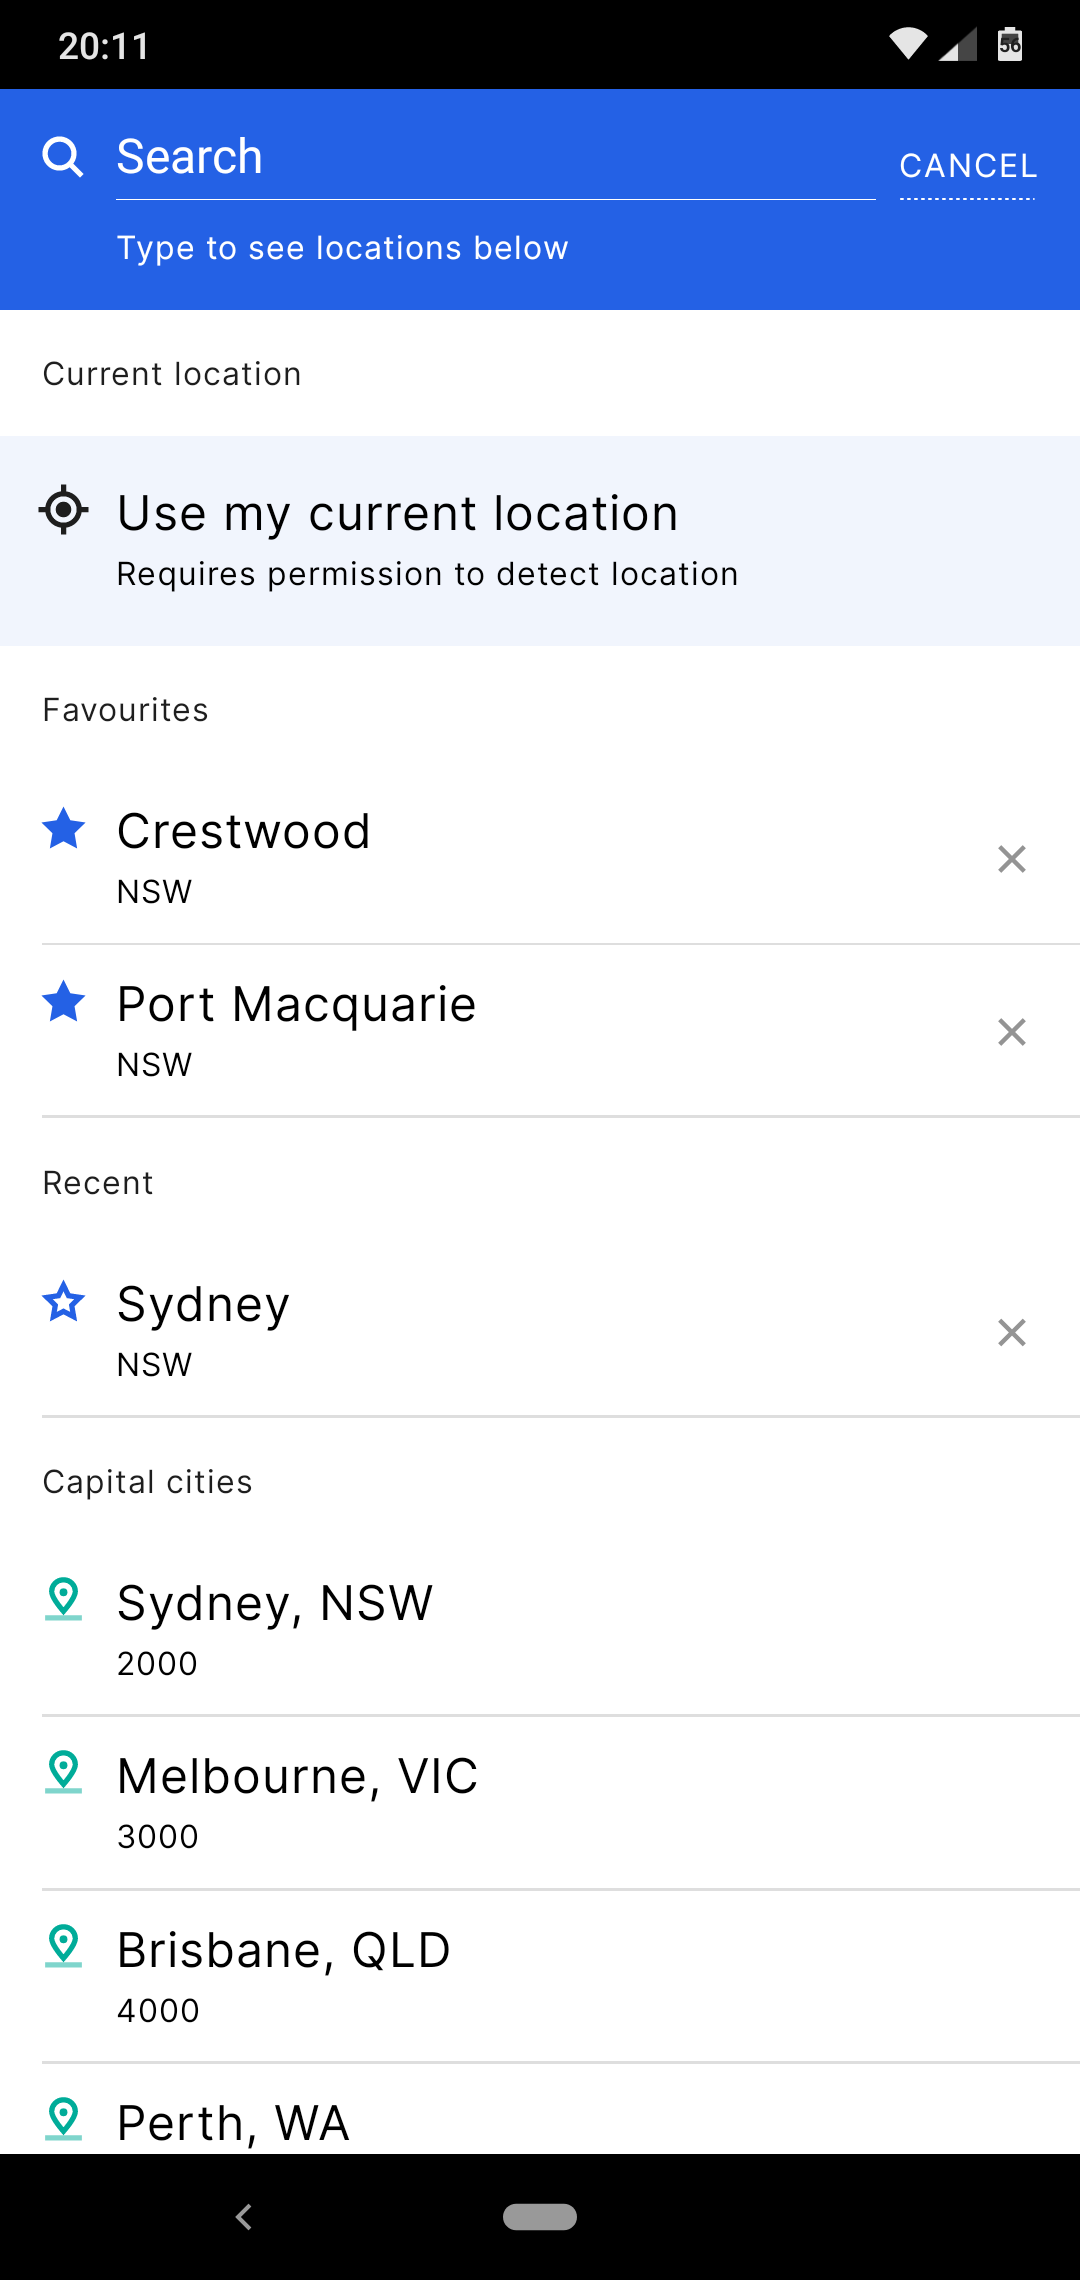 20:11
56
Search
CANCEL
Type to see locations below
Current location
Use my current location
Requires permission to detect location
Favourites
Crestwood
NSW
Port Macquarie
NSW
Recent
Sydney
NSW
Capital cities
Sydney, NSW
2000
Melbourne, VIC
3000
Brisbane, QLD
4000
Perth, WA